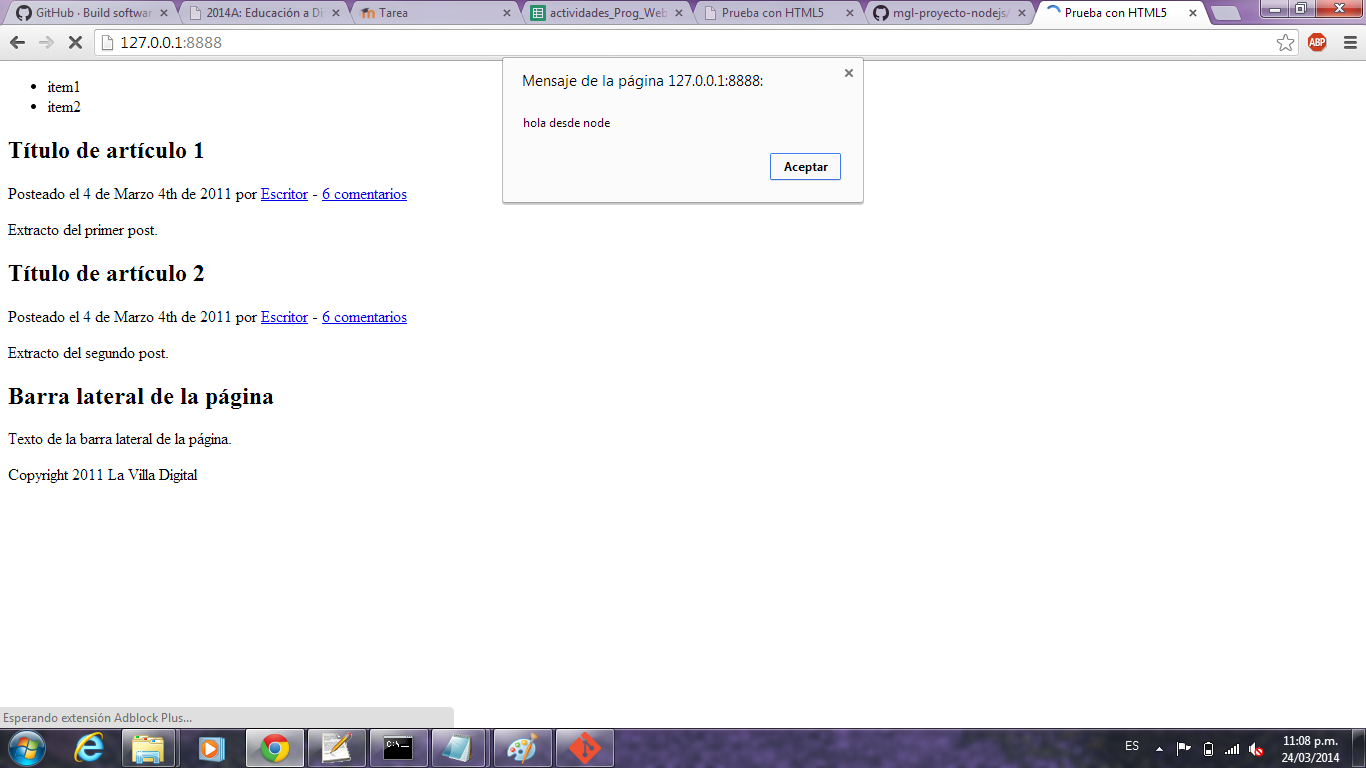 GitHub · Build softwar
2014A: Educación a Di
Tarea
actividades_Prog_Web
Prueba con HTML5
mgl-proyecto-nodejs/
Prueba con HTML5
127.0.0.1:8888
ABP
item1
item2
Mensaje de la página 127.0.0.1:8888:
hola desde node
Aceptar
Título de artículo 1
Posteado el 4 de Marzo 4th de 2011 por Escritor - 6 comentarios
Extracto del primer post.
Título de artículo 2
Posteado el 4 de Marzo 4th de 2011 por Escritor - 6 comentarios
Extracto del segundo post.
Barra lateral de la página
Texto de la barra lateral de la página.
Copyright 2011 La Villa Digital
Esperando extensión Adblock Plus...
C:\
ES
11:08 p.m.
24/03/2014